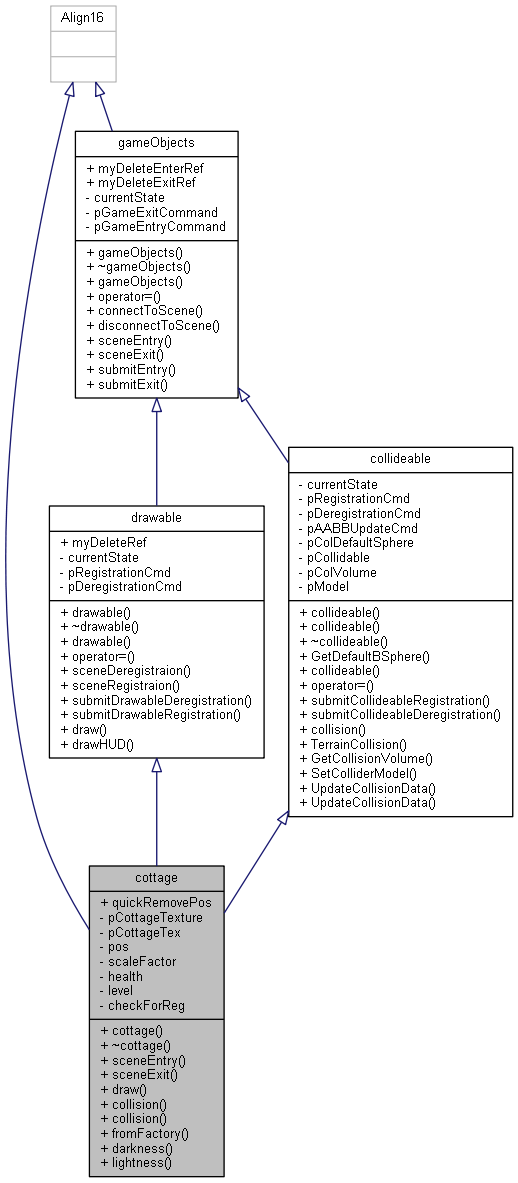 Align16
gameObjects
+ myDeleteEnterRef
+ myDeleteExitRef
- currentState
- pGameExitCommand
- pGameEntryCommand
+ gameObjects()
+ ~gameObjects()
+ gameObjects()
+ operator=()
+ connectToScene()
+ disconnectToScene()
+ sceneEntry()
+ sceneExit()
+ submitEntry()
+ submitExit()
collideable
- currentState
- pRegistrationCmd
- pDeregistrationCmd
- pAABBUpdateCmd
- pColDefaultSphere
- pCollidable
- pColVolume
- pModel
+ collideable()
+ collideable()
+ ~collideable()
+ GetDefaultBSphere()
+ collideable()
+ operator=()
+ submitCollideableRegistration()
+ submitCollideableDeregistration()
+ collision()
+ TerrainCollision()
+ GetCollisionVolume()
+ SetColliderModel()
+ UpdateCollisionData()
+ UpdateCollisionData()
drawable
+ myDeleteRef
- currentState
- pRegistrationCmd
- pDeregistrationCmd
+ drawable()
+ ~drawable()
+ drawable()
+ operator=()
+ sceneDeregistraion()
+ sceneRegistraion()
+ submitDrawableDeregistration()
+ submitDrawableRegistration()
+ draw()
+ drawHUD()
cottage
+ quickRemovePos
- pCottageTexture
- pCottageTex
- pos
- scaleFactor
- health
- level
- checkForReg
+ cottage()
+ ~cottage()
+ sceneEntry()
+ sceneExit()
+ draw()
+ collision()
+ collision()
+ fromFactory()
+ darkness()
+ lightness()